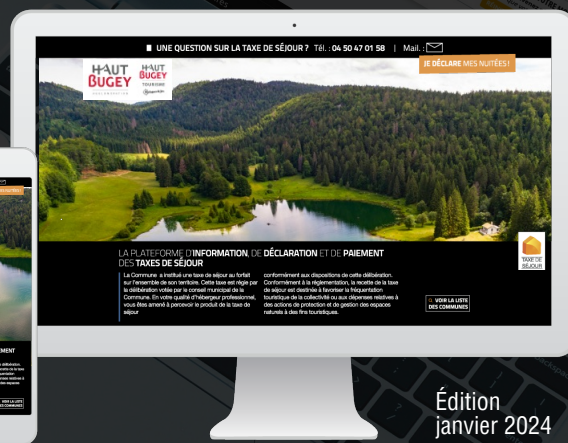 UNE QUESTION SUR LA TAXE DE SÉJOUR ? Tél. : 04 50 47 01 58 | Mail. :
JE DÉCLARE MES NUITÉES !
HAUT
BUGEY
AGGLOMÉRATION
HAUT
BUGEY
TOURISME
LA PLATEFORME D'INFORMATION, DE DÉCLARATION ET DE PAIEMENT
DES TAXES DE SÉJOUR
La Commune a institué une taxe de séjour au forfait
sur l'ensemble de son territoire. Cette taxe est régie par
la délibération votée par le conseil municipal de la
Commune. En votre qualité d'hébergeur professionnel,
vous êtes amené à percevoir le produit de la taxe de
séjour
conformément aux dispositions de cette délibération.
Conformément à la réglementation, la recette de la taxe
de séjour est destinée à favoriser la fréquentation
touristique de la collectivité ou aux dépenses relatives à
des actions de protection et de gestion des espaces
naturels à des fins touristiques.
TAXE DE
SÉJOUR
VOIR LA LISTE
DES COMMUNES
Édition
janvier 2024